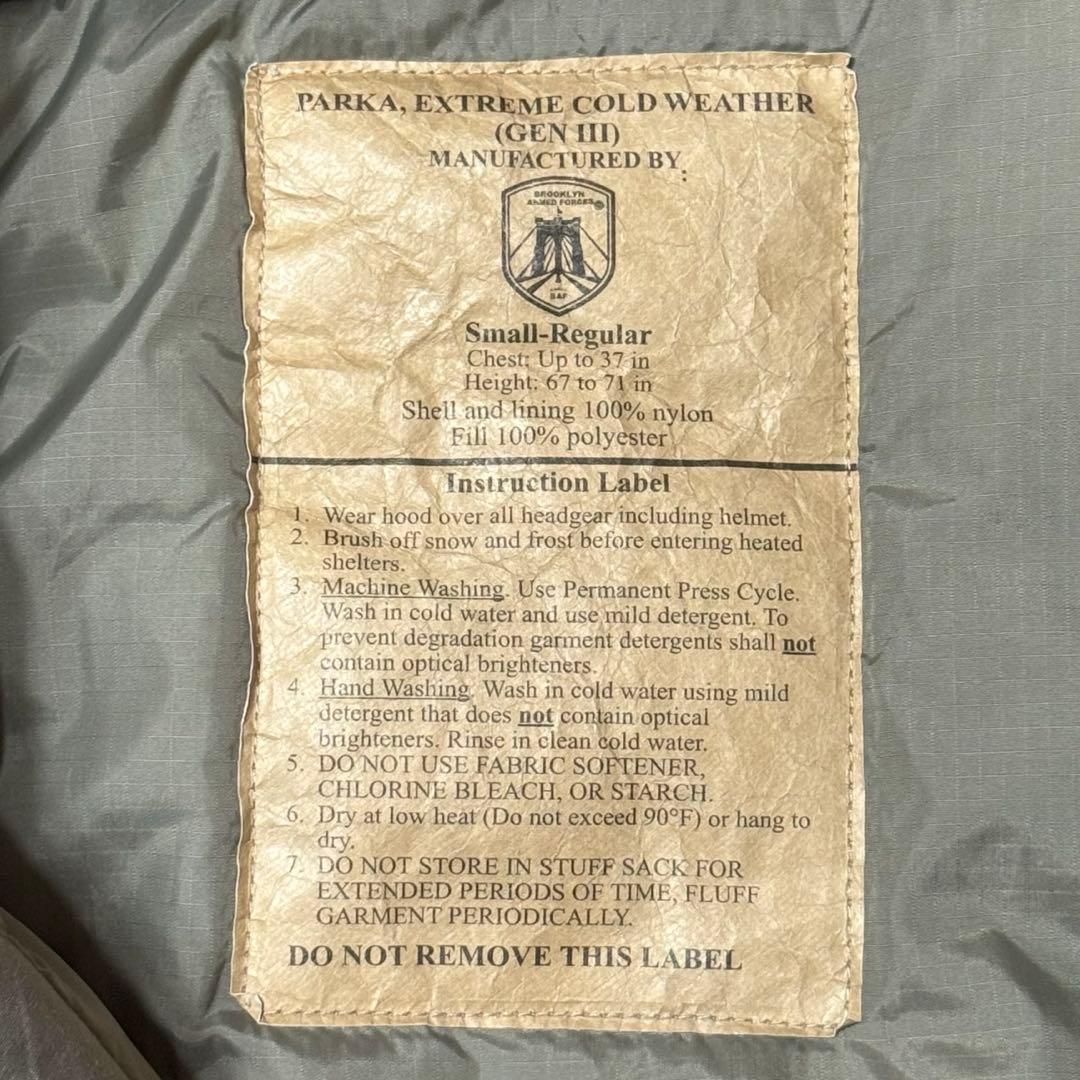 PARKA, EXTREME COLD WEATHER
(GEN III)
MANUFACTURED BY:
BROOKLYN
ARMED FORCES
BAF
Small-Regular
Chest: Up to 37 in
Height: 67 to 71 in
Shell and lining 100% nylon
Fill 100% polyester
Instruction Label
1. Wear hood over all headgear including helmet.
2. Brush off snow and frost before entering heated
shelters.
3. Machine Washing. Use Permanent Press Cycle.
Wash in cold water and use mild detergent. To
prevent degradation garment detergents shall not
contain optical brighteners.
4. Hand Washing. Wash in cold water using mild
detergent that does not contain optical
brighteners. Rinse in clean cold water.
5. DO NOT USE FABRIC SOFTENER,
CHLORINE BLEACH, OR STARCH.
6. Dry at low heat (Do not exceed 90°F) or hang to
dry.
7. DO NOT STORE IN STUFF SACK FOR
EXTENDED PERIODS OF TIME, FLUFF
GARMENT PERIODICALLY.
DO NOT REMOVE THIS LABEL